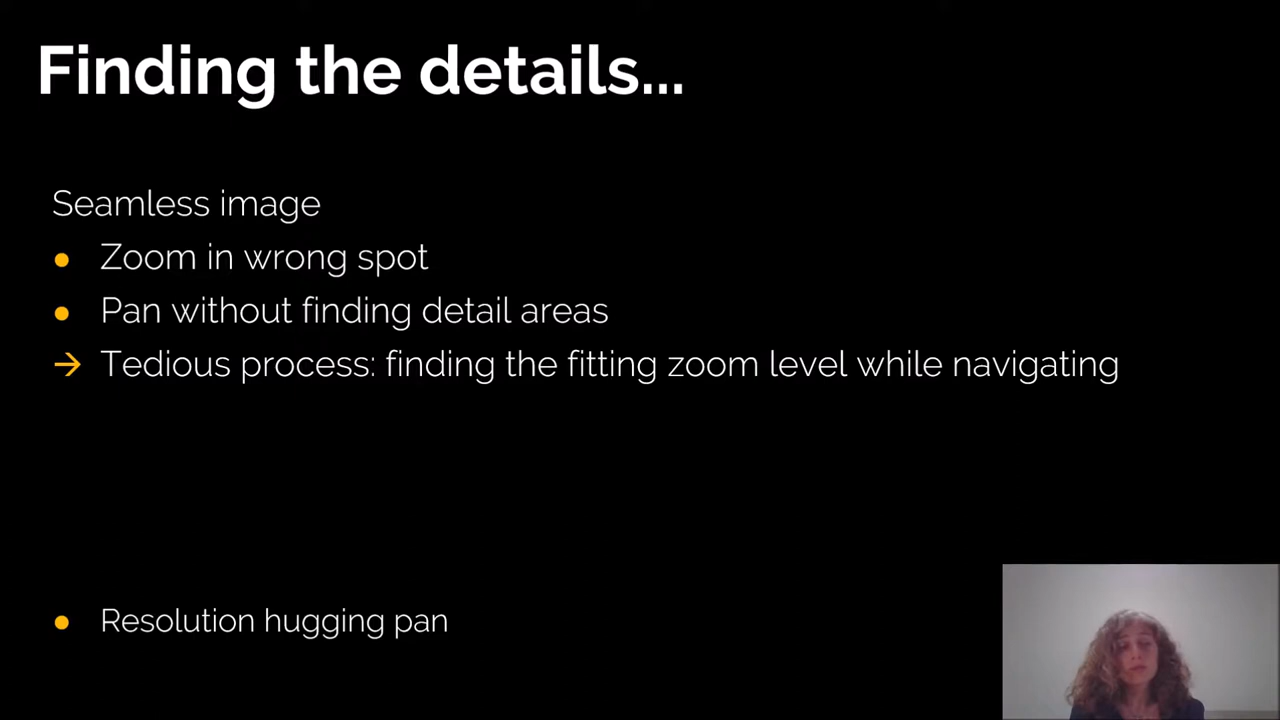 Finding the details...
Seamless image
● Zoom in wrong spot
● Pan without finding detail areas
→ Tedious process: finding the fitting zoom level while navigating
● Resolution hugging pan